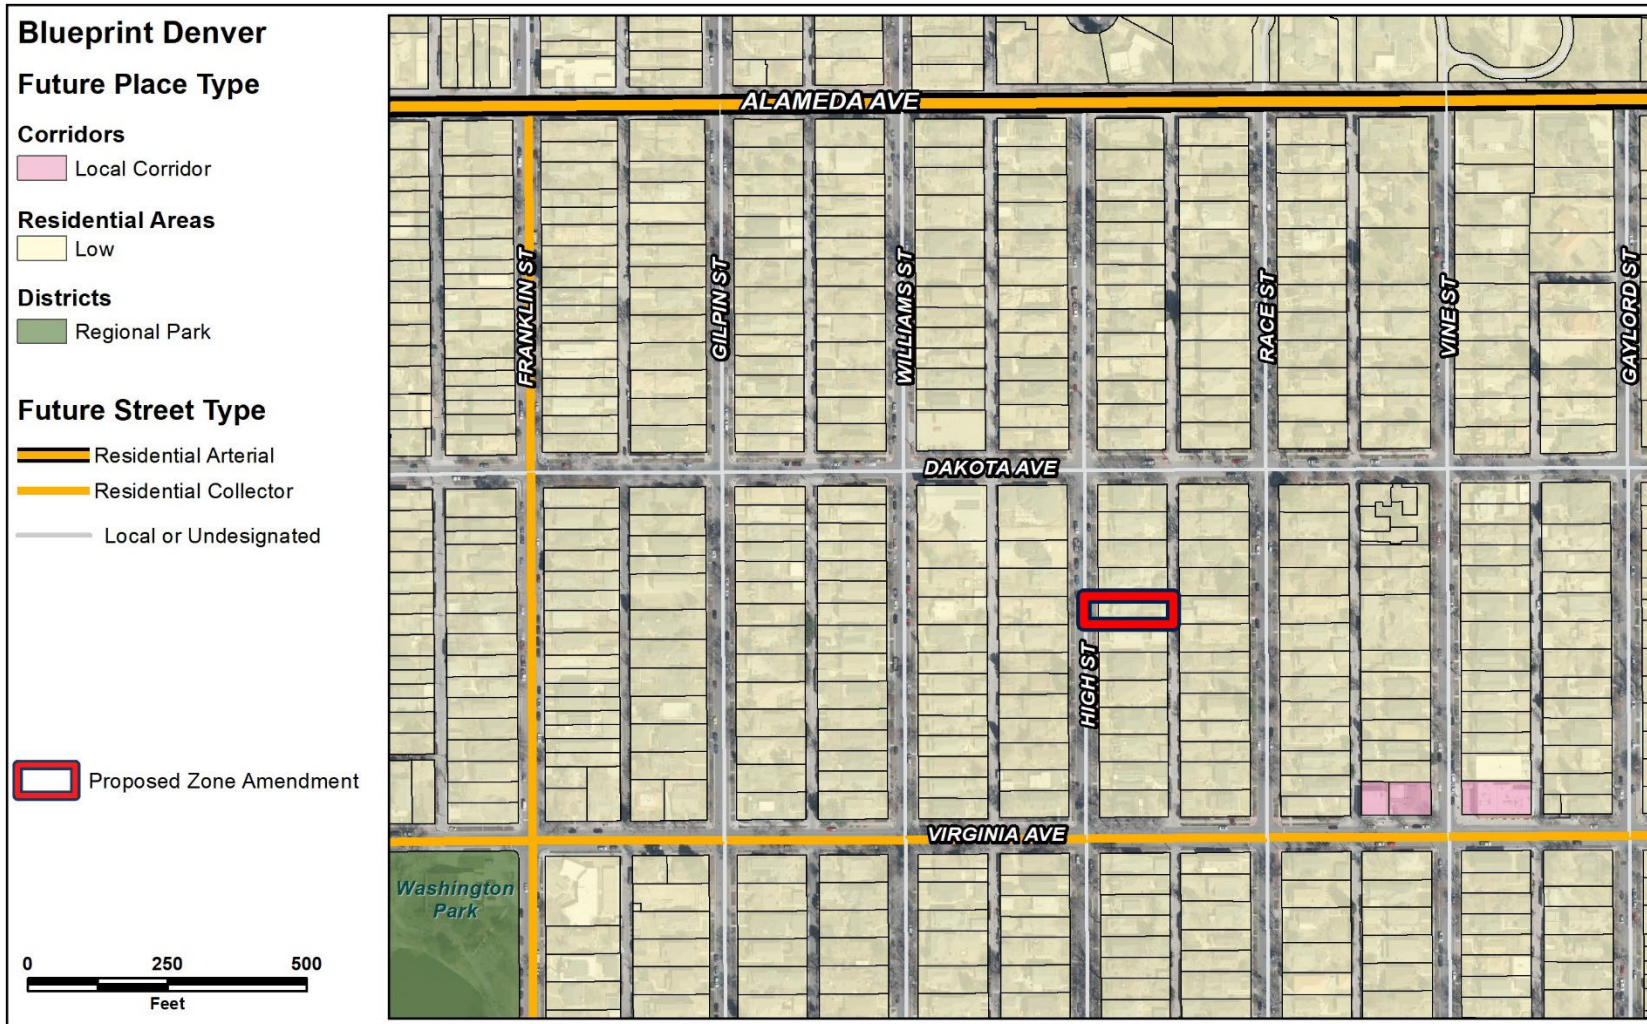 Blueprint Denver
Future Place Type
Corridors
Local Corridor
Residential Areas
Low
Districts
Regional Park
Future Street Type
Residential Arterial
Residential Collector
Local or Undesignated
Proposed Zone Amendment
0 250 500
Feet
ALAMEDA AVE
FRANKLIN ST
GILPIN ST
WILLIAMS ST
RACE ST
VINE ST
GAYLORD ST
DAKOTA AVE
HIGH ST
VIRGINIA AVE
Washington
Park